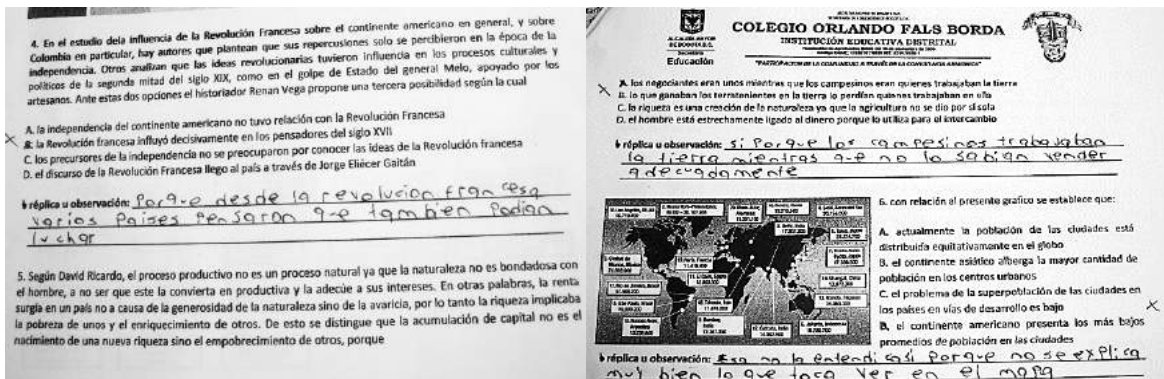 4. En el estudio dela influencia de la Revolución Francesa sobre el continente americano en general, y sobre
Colombia en particular, hay autores que plantean que sus repercusiones solo se percibieron en la época de la
independencia. Otros analizan que las ideas revolucionarias tuvieron influencia en los procesos culturales y
políticos de la segunda mitad del siglo XIX, como en el golpe de Estado del general Melo, apoyado por los
artesanos. Ante estas dos opciones el historiador Renan Vega propone una tercera posibilidad según la cual
A. la independencia del continente americano no tuvo relación con la Revolución Francesa
B. la Revolución francesa influyó decisivamente en los pensadores del siglo XVII
C. los precursores de la independencia no se preocuparon por conocer las ideas de la Revolución francesa
D. el discurso de la Revolución Francesa llego al país a través de Jorge Eliécer Gaitán
réplica u observación: Porque desde la revolucion francesa
varios Paises Pensaron que tambien Podian
luchar
5. Según David Ricardo, el proceso productivo no es un proceso natural ya que la naturaleza no es bondadosa con
el hombre, a no ser que este la convierta en productiva y la adecúe a sus intereses. En otras palabras, la renta
surgía en un país no a causa de la generosidad de la naturaleza sino de la avaricia, por lo tanto la riqueza implicaba
la pobreza de unos y el enriquecimiento de otros. De esto se distingue que la acumulación de capital no es el
nacimiento de una nueva riqueza sino el empobrecimiento de otros, porque
COLEGIO ORLANDO FALS BORDA
INSTITUCIÓN EDUCATIVA DISTRITAL
ALCALDÍA MAYOR
DE BOGOTÁ D.C.
Educación
A. los negociantes eran unos mientras que los campesinos eran quienes trabajaban la tierra
B. lo que ganaban los terratenientes en la tierra lo perdían quienes trabajaban en ella
C. la riqueza es una creación de la naturaleza ya que la agricultura no se dio por si sola
D. el hombre está estrechamente ligado al dinero porque lo utiliza para el intercambio
réplica u observación: si Porque los campesinos trabajaban
la tierra mientras que no lo sabian vender
adecuadamente
6. con relación al presente grafico se establece que:
A. actualmente la población de las ciudades está
distribuida equitativamente en el globo
B. el continente asiático alberga la mayor cantidad de
población en los centros urbanos
C. el problema de la superpoblación de las ciudades en
los países en vías de desarrollo es bajo
D. el continente americano presenta los más bajos
promedios de población en las ciudades
réplica u observación: Esa no la entendi casi Porque no se explica
muy bien lo que toca ver en el mapa